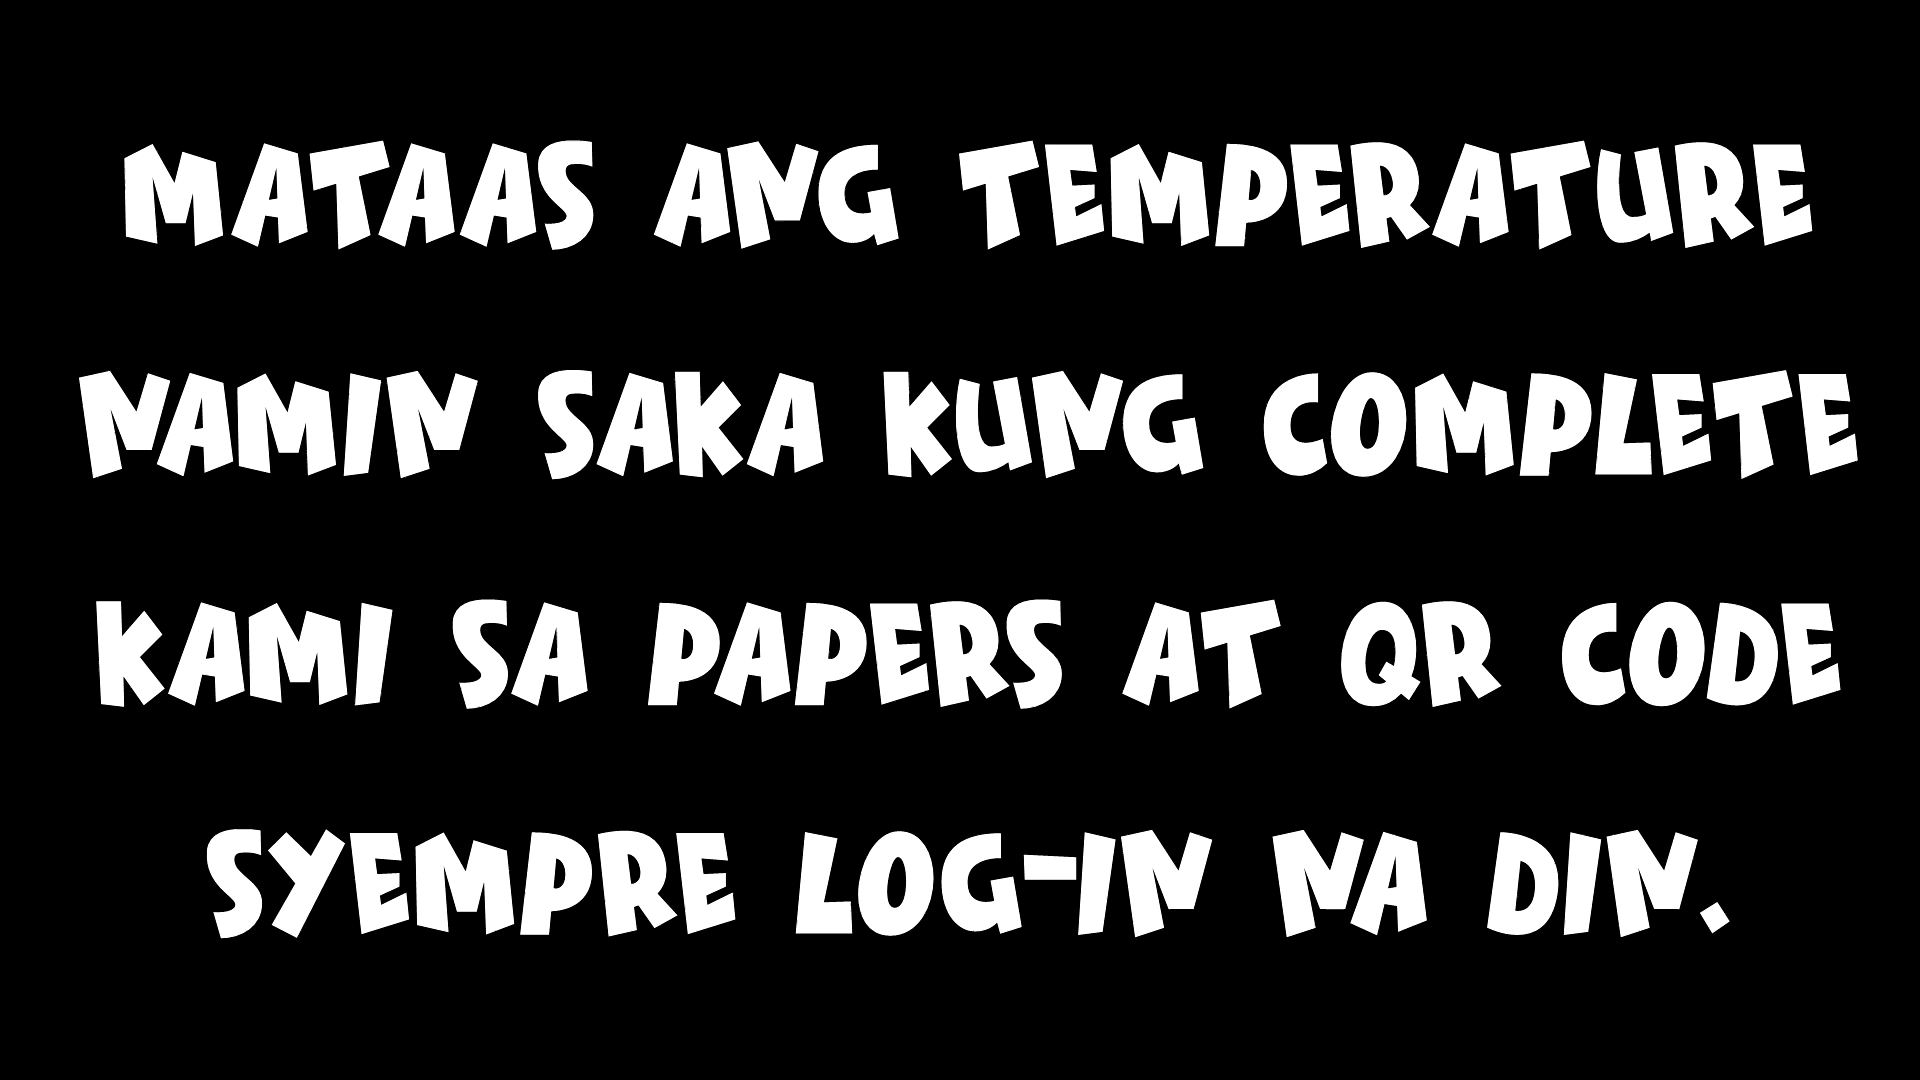 MATAAS ANG TEMPERATURE
NAMIN SAKA KUNG COMPLETE
KAMI SA PAPERS AT QR CODE
SYEMPRE LOG-IN NA DIN.